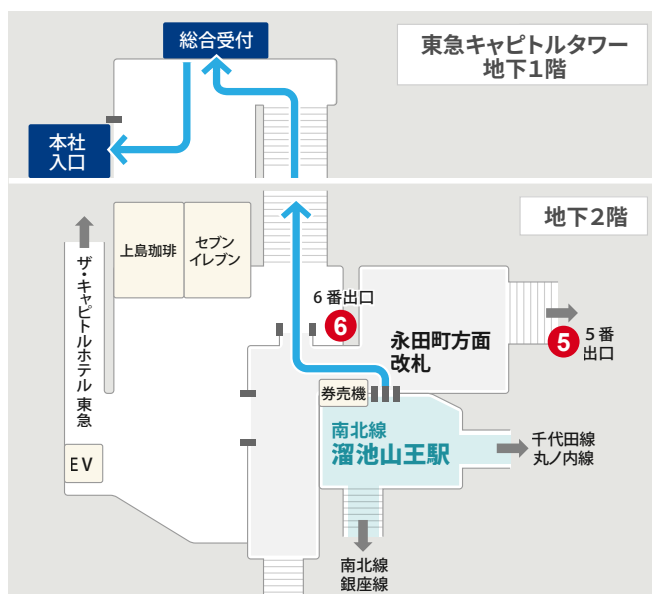 総合受付
東急キャピトルタワー
地下1階
本社
入口
地下2階
上島珈琲
セブン
イレブン
ザ・キャピトルホテル 東急
6番出口
6
永田町方面
改札
5
5番
出口
券売機
南北線
溜池山王駅
千代田線
丸ノ内線
EV
南北線
銀座線